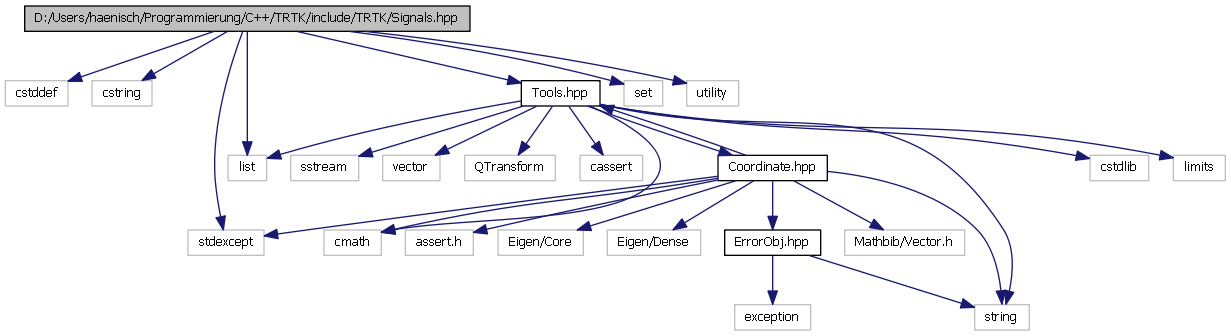 D:/Users/haenisch/Programmierung/C++/TRTK/include/TRTK/Signals.hpp
cstddef
cstring
Tools.hpp
set
utility
list
sstream
vector
QTransform
cassert
Coordinate.hpp
cstdlib
limits
stdexcept
cmath
assert.h
Eigen/Core
Eigen/Dense
ErrorObj.hpp
Mathbib/Vector.h
exception
string